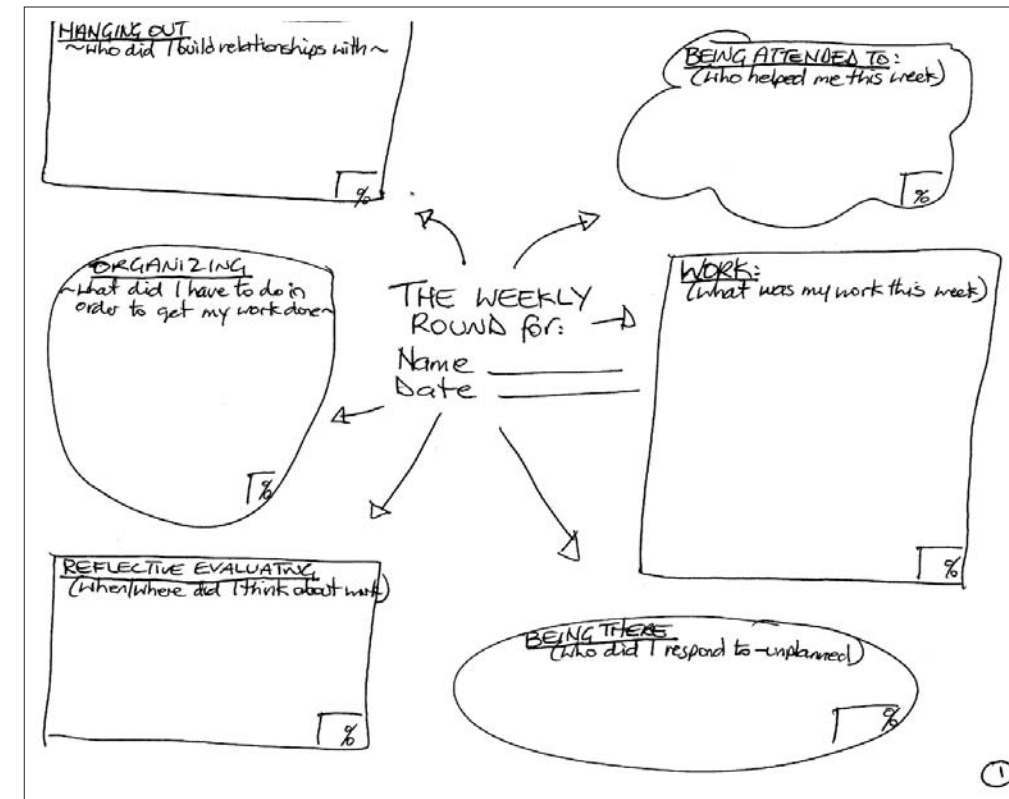 HANGING OUT
~who did I build relationships with~
%
BEING ATTENDED TO:
(who helped me this week)
%
ORGANIZING
~what did I have to do in
order to get my work done~
%
THE WEEKLY
ROUND for:
Name
Date
WORK:
(what was my work this week)
%
REFLECTIVE EVALUATNG
(when/where did I think about work)
%
BEING THERE
(who did I respond to -unplanned)
%
1